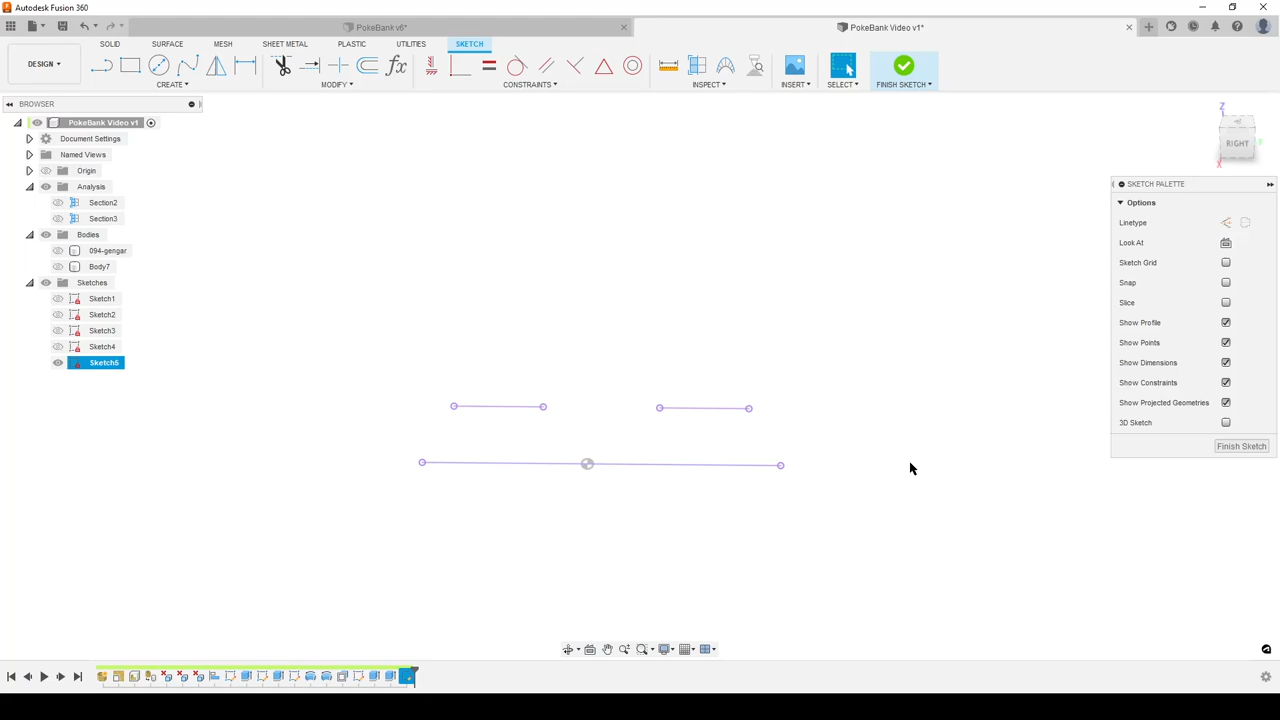 Autodesk Fusion 360
PokeBank v6*
PokeBank Video v1*
SOLID SURFACE MESH SHEET METAL PLASTIC UTILITIES SKETCH
DESIGN
CREATE MODIFY CONSTRAINTS INSPECT INSERT SELECT FINISH SKETCH
fx
BROWSER
PokeBank Video v1
Document Settings
Named Views
Origin
Analysis
Section2
Section3
Bodies
094-gengar
Body7
Sketches
Sketch1
Sketch2
Sketch3
Sketch4
Sketch5
Z
RIGHT
Y
X
SKETCH PALETTE
Options
Linetype
Look At
Sketch Grid
Snap
Slice
Show Profile
Show Points
Show Dimensions
Show Constraints
Show Projected Geometries
3D Sketch
Finish Sketch